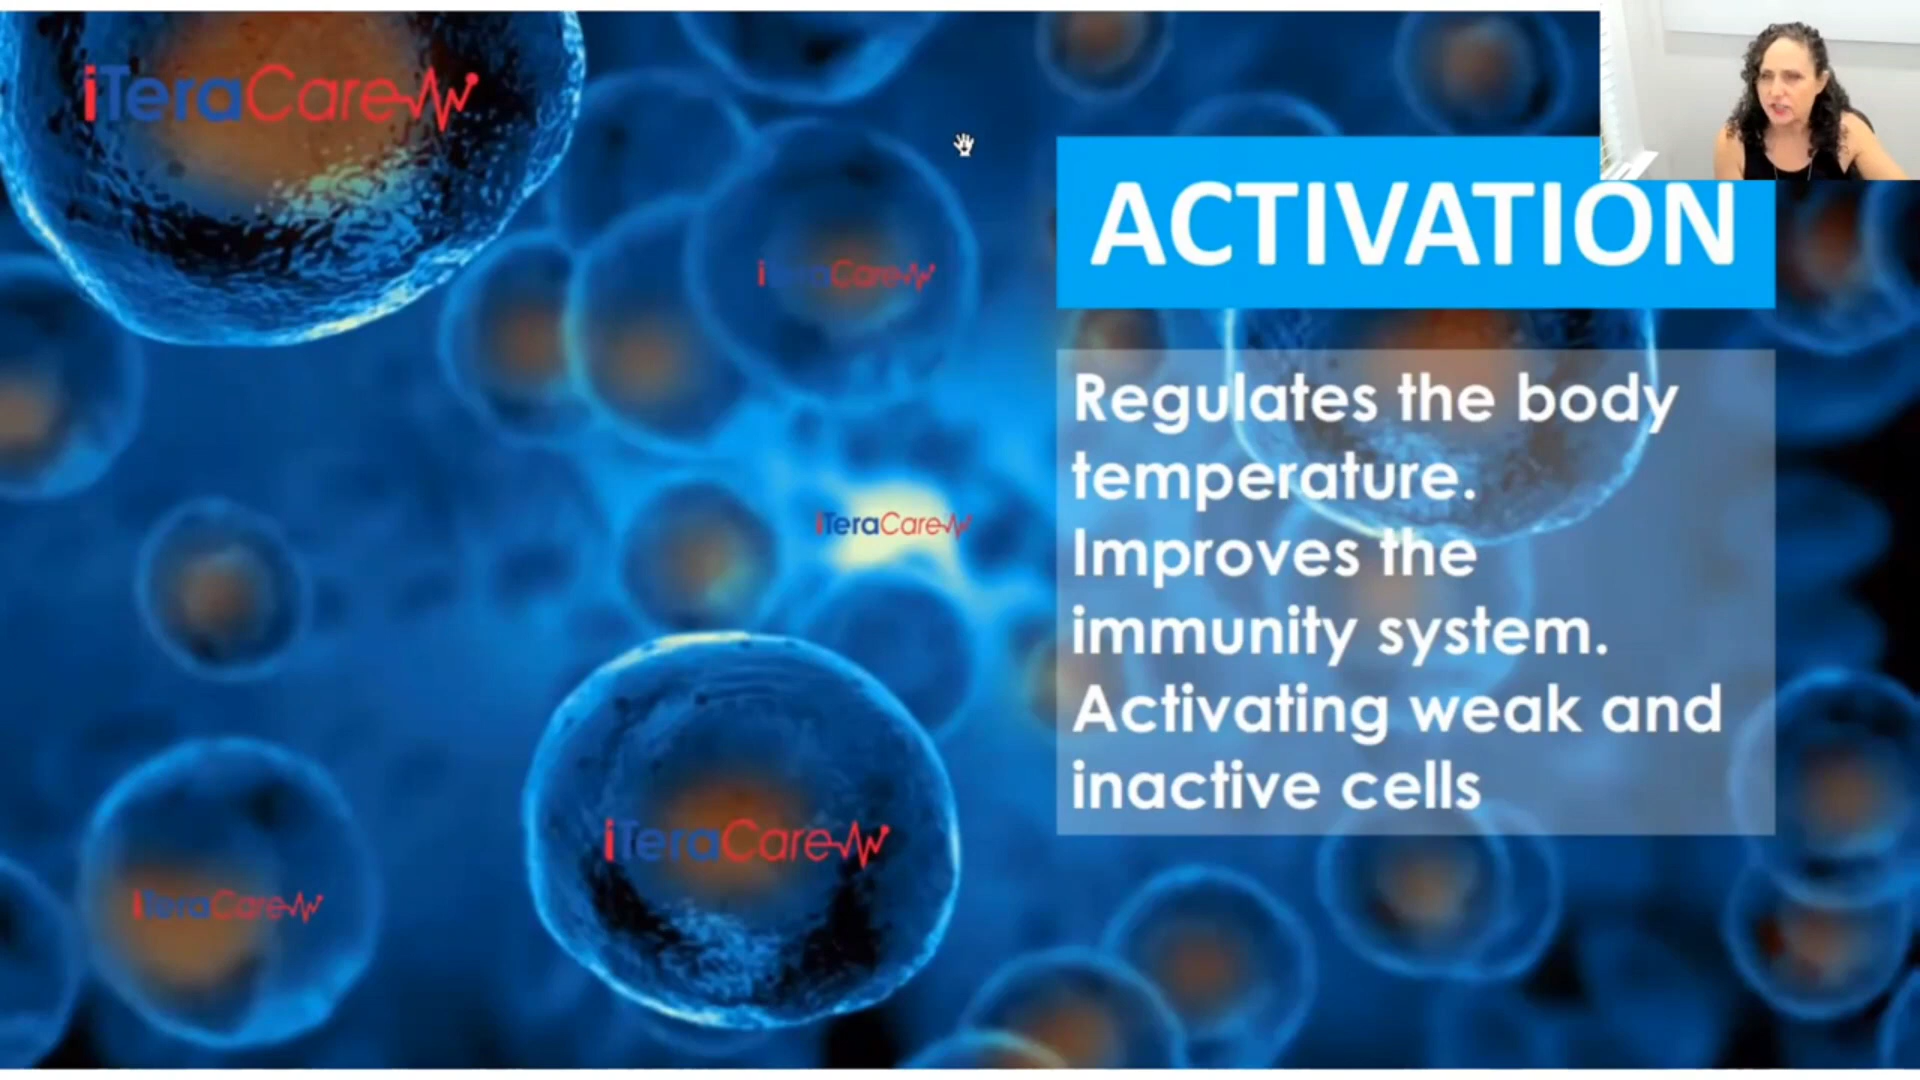 iTeraCare
ACTIVATION
iTeraCare
Regulates the body
temperature.
iTeraCare
Improves the
immunity system.
Activating weak and
inactive cells
iTeraCare
iTeraCare